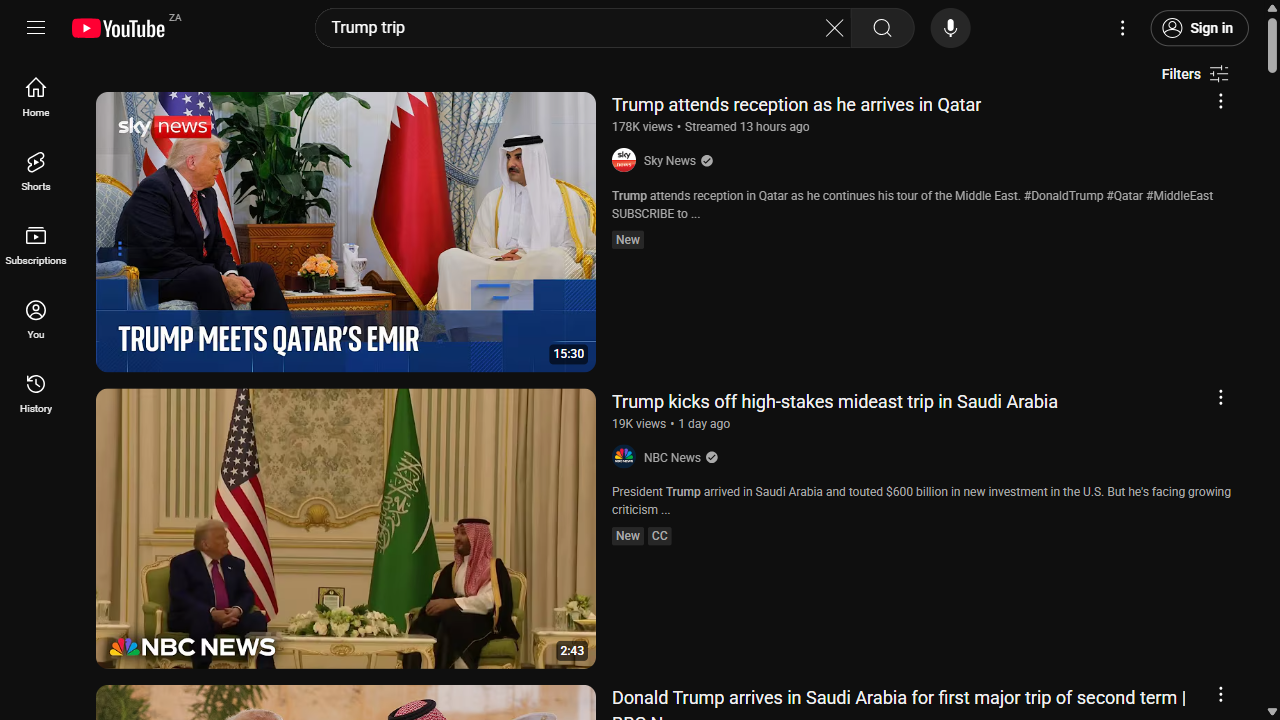 YouTube ZA
Trump trip
Sign in
Filters
Home
Shorts
Subscriptions
You
History
sky news
TRUMP MEETS QATAR'S EMIR
15:30
Trump attends reception as he arrives in Qatar
178K views • Streamed 13 hours ago
sky news
Sky News
Trump attends reception in Qatar as he continues his tour of the Middle East. #DonaldTrump #Qatar #MiddleEast
SUBSCRIBE to ...
New
NBC NEWS
2:43
Trump kicks off high-stakes mideast trip in Saudi Arabia
19K views • 1 day ago
NBC NEWS
NBC News
President Trump arrived in Saudi Arabia and touted $600 billion in new investment in the U.S. But he's facing growing
criticism ...
New CC
Donald Trump arrives in Saudi Arabia for first major trip of second term |